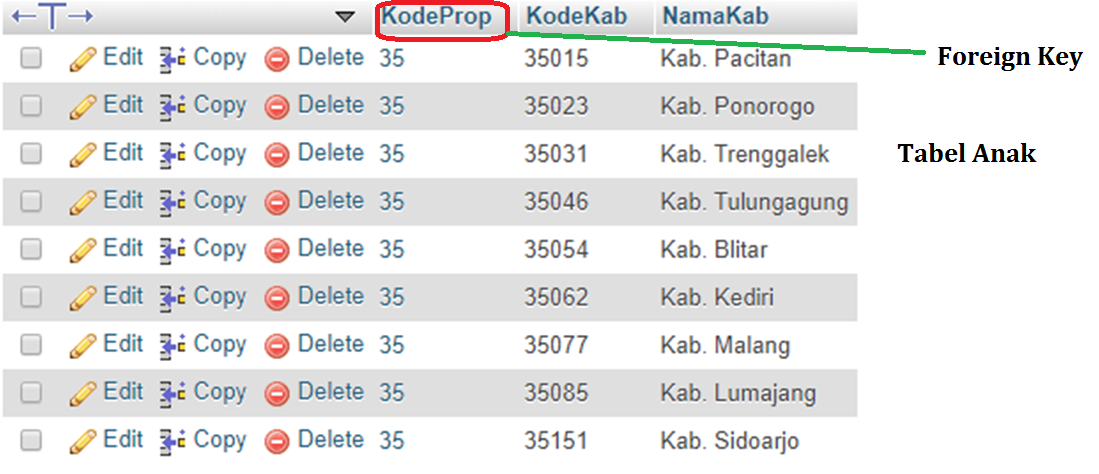 KodeProp KodeKab NamaKab
Edit Copy Delete 35 35015 Kab. Pacitan Foreign Key
Edit Copy Delete 35 35023 Kab. Ponorogo
Edit Copy Delete 35 35031 Kab. Trenggalek Tabel Anak
Edit Copy Delete 35 35046 Kab. Tulungagung
Edit Copy Delete 35 35054 Kab. Blitar
Edit Copy Delete 35 35062 Kab. Kediri
Edit Copy Delete 35 35077 Kab. Malang
Edit Copy Delete 35 35085 Kab. Lumajang
Edit Copy Delete 35 35151 Kab. Sidoarjo